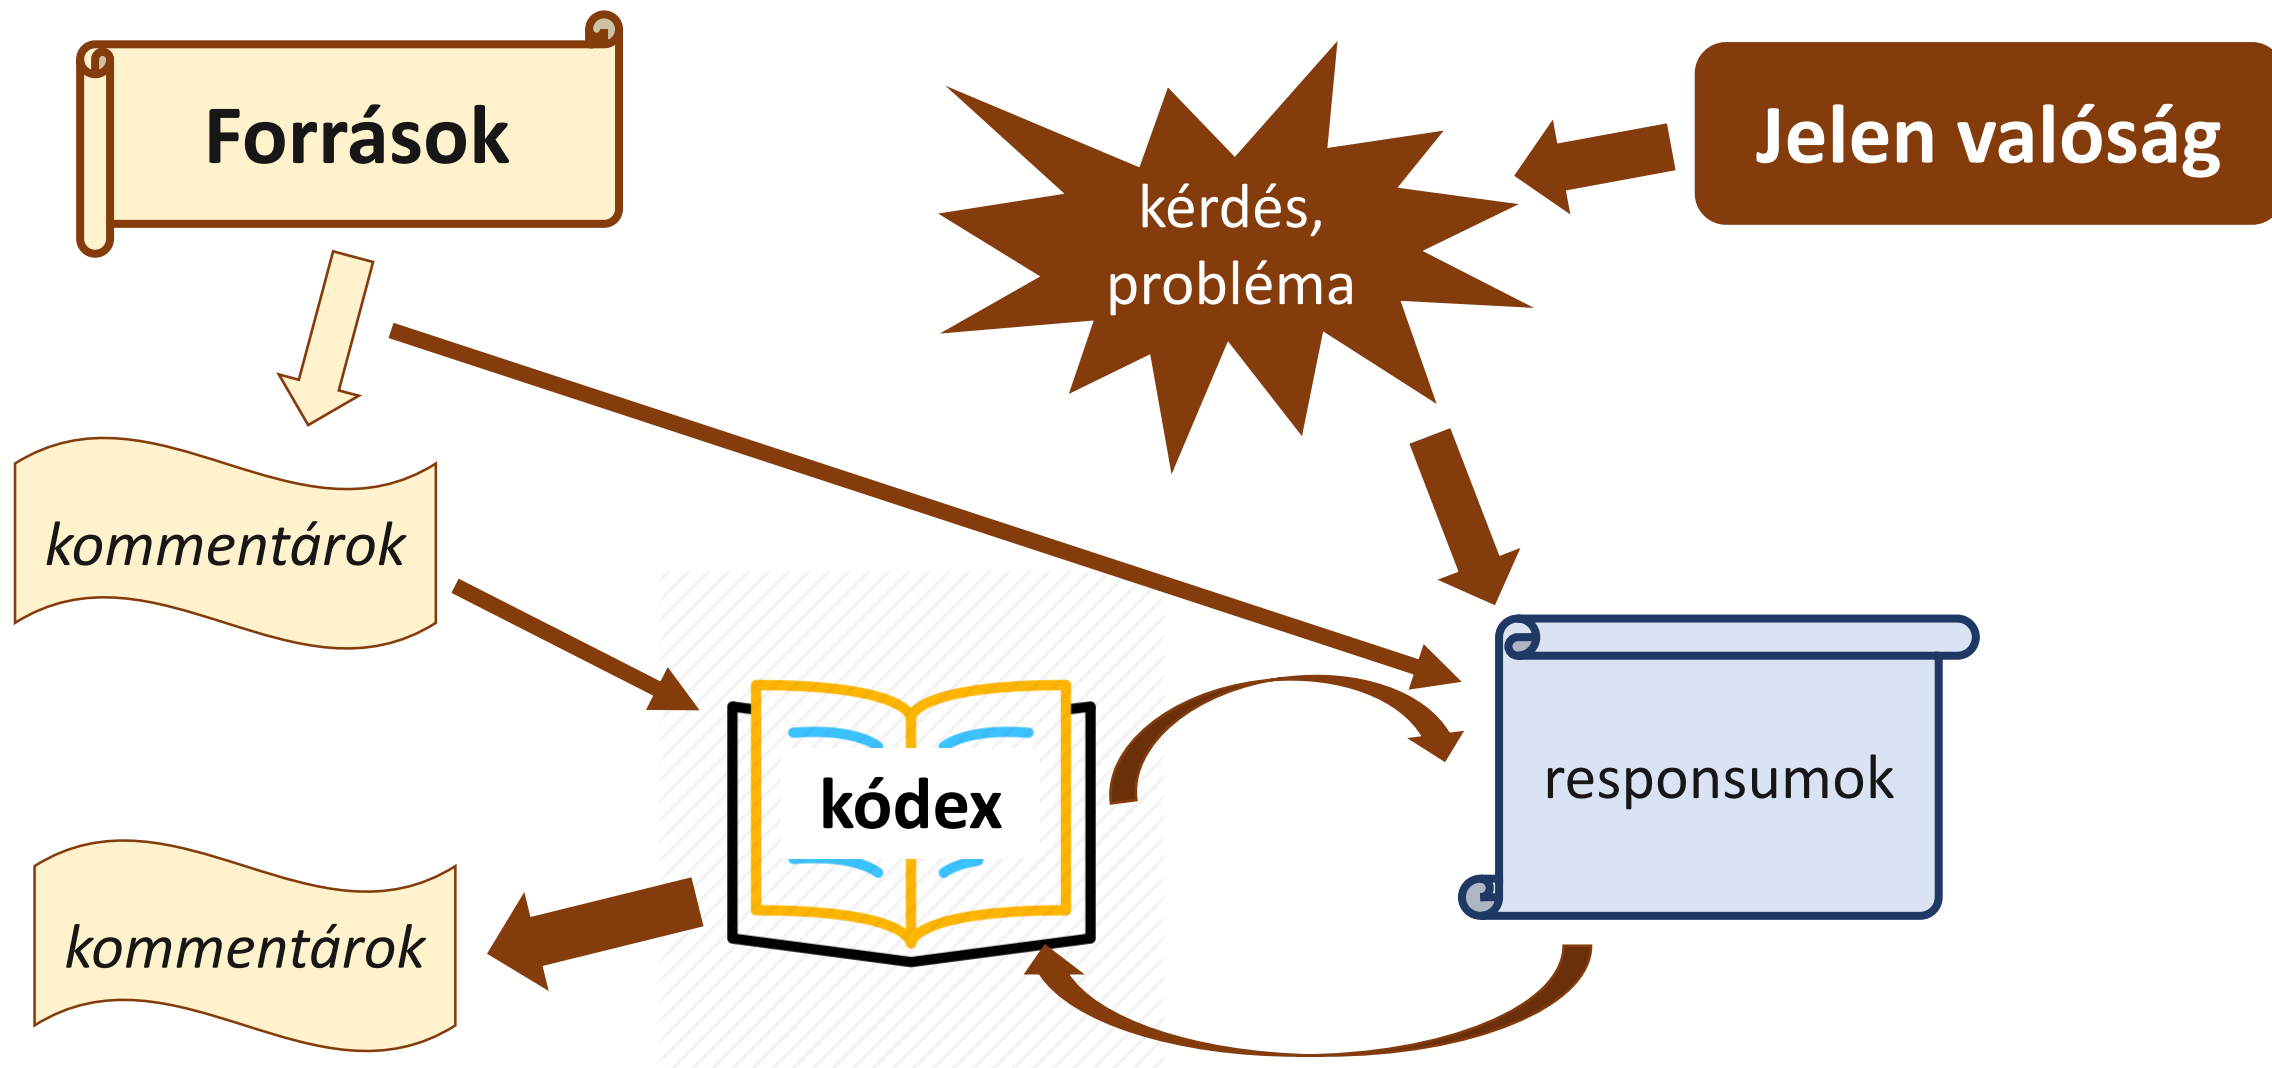 Források
Jelen valóság
kérdés,
probléma
kommentárok
kódex
responsumok
kommentárok